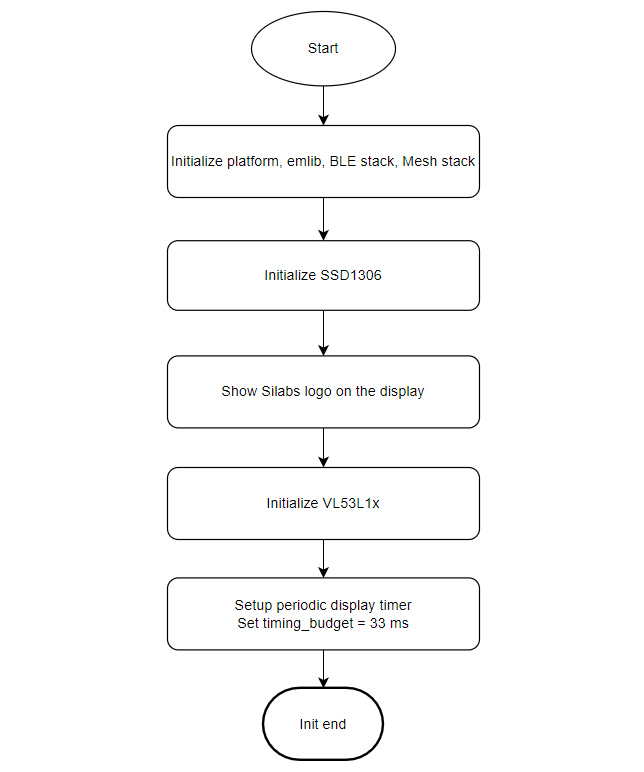 Start
Initialize platform, emlib, BLE stack, Mesh stack
Initialize SSD1306
Show Silabs logo on the display
Initialize VL53L1x
Setup periodic display timer
Set timing_budget = 33 ms
Init end